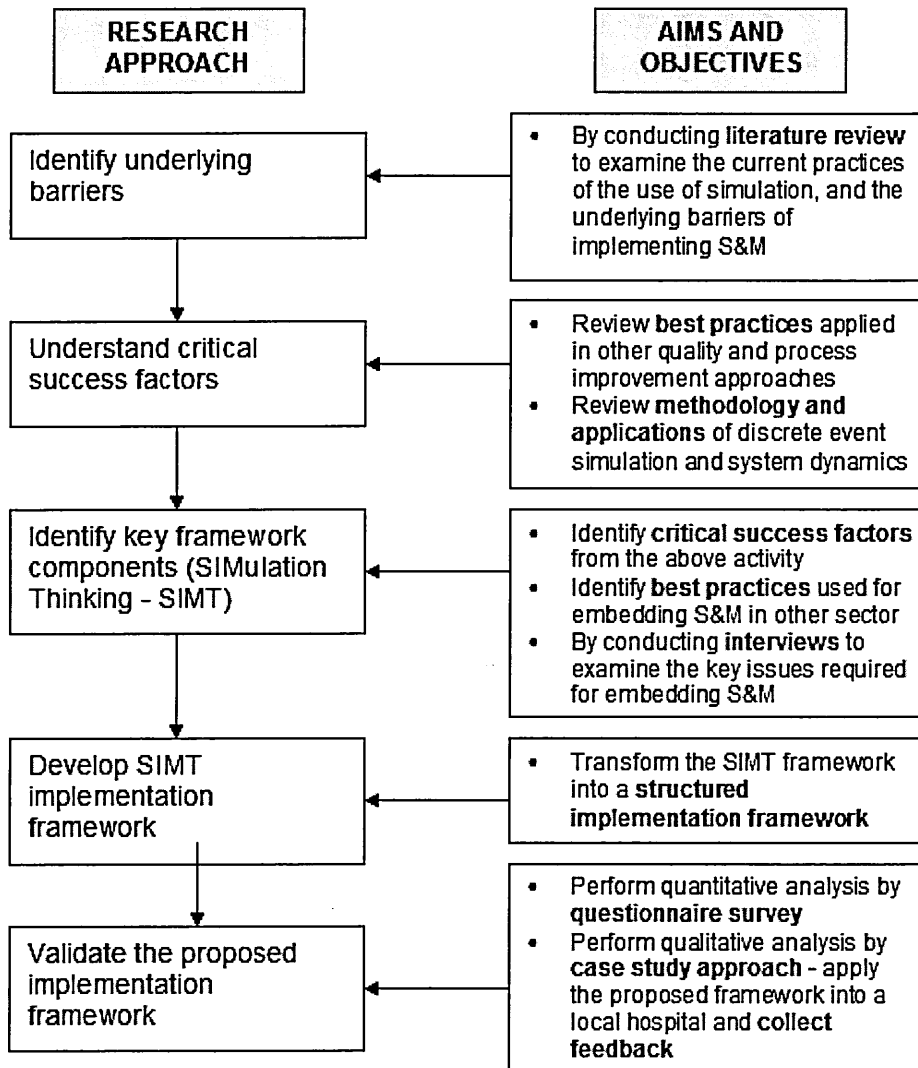 RESEARCH
APPROACH
AIMS AND
OBJECTIVES
Identify underlying
barriers
• By conducting literature review
to examine the current practices
of the use of simulation, and the
underlying barriers of
implementing S&M
Understand critical
success factors
• Review best practices applied
in other quality and process
improvement approaches
• Review methodology and
applications of discrete event
simulation and system dynamics
Identify key framework
components (SIMulation
Thinking - SIMT)
• Identify critical success factors
from the above activity
• Identify best practices used for
embedding S&M in other sector
• By conducting interviews to
examine the key issues required
for embedding S&M
Develop SIMT
implementation
framework
• Transform the SIMT framework
into a structured
implementation framework
Validate the proposed
implementation
framework
• Perform quantitative analysis by
questionnaire survey
• Perform qualitative analysis by
case study approach - apply
the proposed framework into a
local hospital and collect
feedback